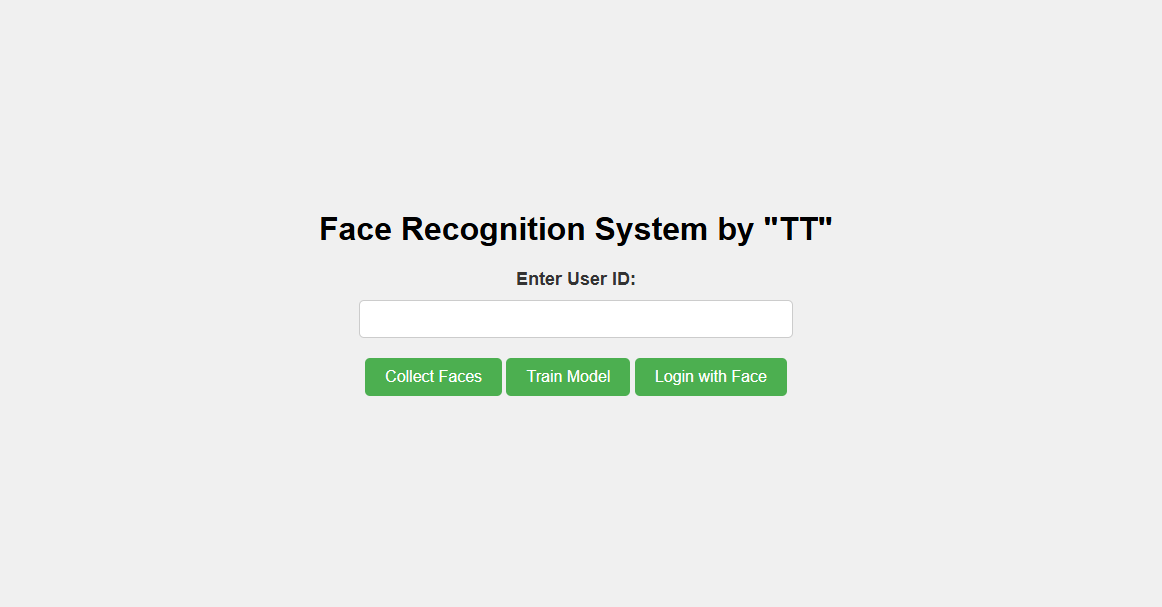 Face Recognition System by "TT"
Enter User ID:
Collect Faces Train Model Login with Face